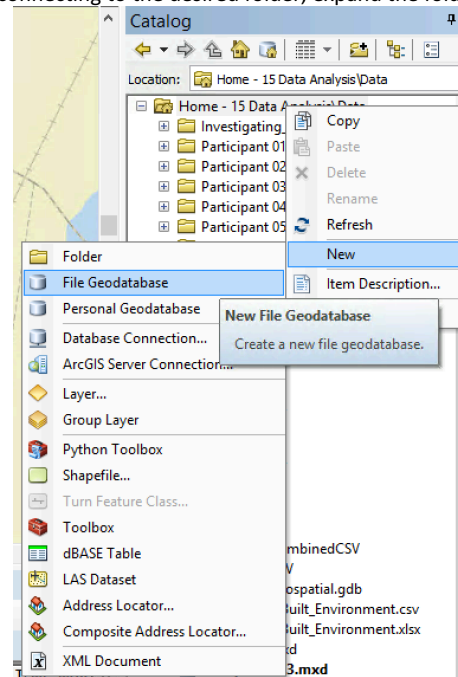 connecting to the desired folder, expand the fold
Catalog
Location: Home - 15 Data Analysis\Data
Home - 15 Data Analysis\Data
Investigating_
Participant 01
Participant 02
Participant 03
Participant 04
Participant 05
Copy
Paste
Delete
Rename
Refresh
New
Item Description...
Folder
File Geodatabase
Personal Geodatabase
Database Connection...
ArcGIS Server Connection...
Layer...
Group Layer
Python Toolbox
Shapefile...
Turn Feature Class...
Toolbox
dBASE Table
LAS Dataset
Address Locator...
Composite Address Locator...
XML Document
New File Geodatabase
Create a new file geodatabase.
mbinedCSV
V
ospatial.gdb
uilt_Environment.csv
uilt_Environment.xlsx
xd
3.mxd